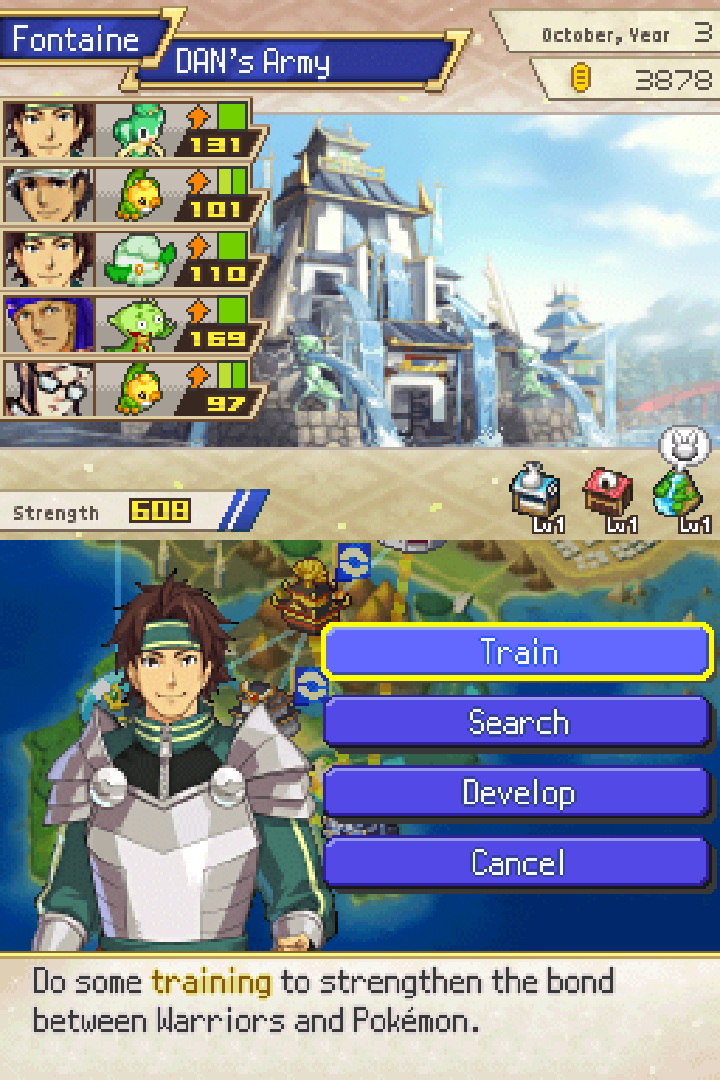 Fontaine
DAN's Army
October, Year 3
3878
131
101
110
169
97
Strength 608
Lv1
Lv1
Lv1
Train
Search
Develop
Cancel
Do some training to strengthen the bond
between Warriors and Pokémon.